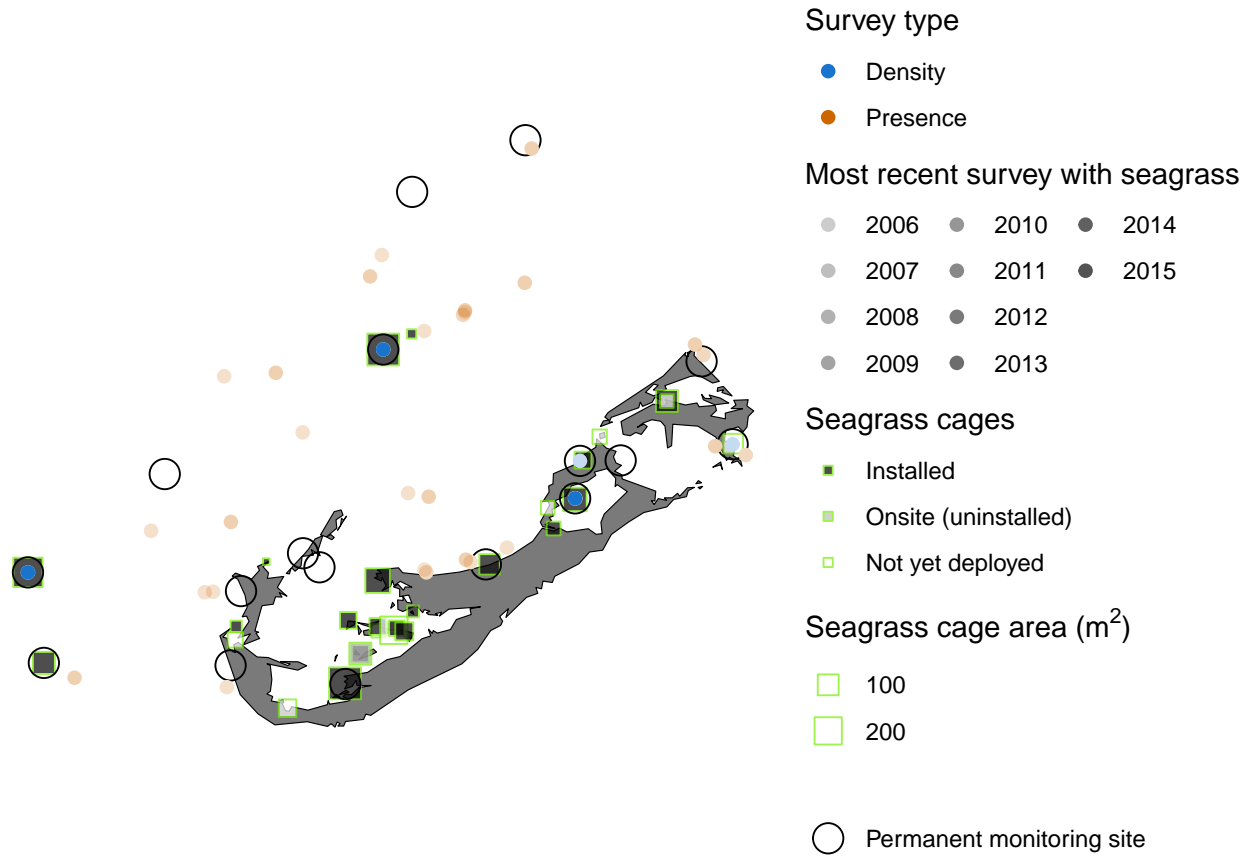 Survey type
Density
Presence
Most recent survey with seagrass
2006 2010 2014
2007 2011 2015
2008 2012
2009 2013
Seagrass cages
Installed
Onsite (uninstalled)
Not yet deployed
Seagrass cage area (m²)
100
200
Permanent monitoring site